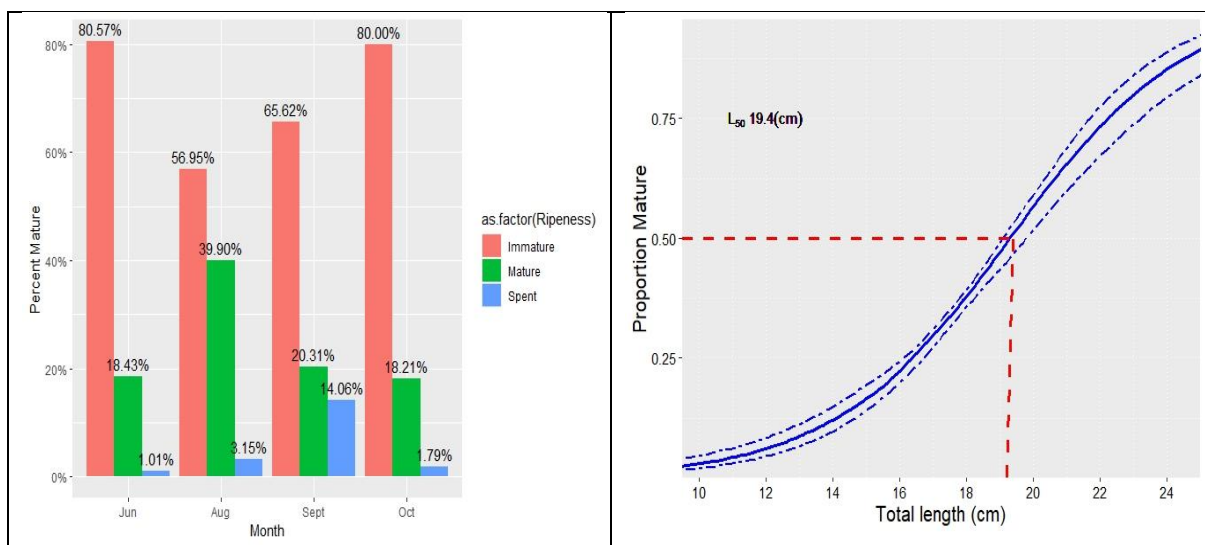 80.57%
80.00%
80%
65.62%
60%
56.95%
39.90%
40%
20.31%
18.43%
18.21%
20%
14.06%
3.15%
1.79%
1.01%
0%
Jun Aug Sept Oct
Month
Percent Mature
as.factor(Ripeness)
Immature
Mature
Spent
L50 19.4(cm)
0.75
0.50
0.25
10 12 14 16 18 20 22 24
Total length (cm)
Proportion Mature